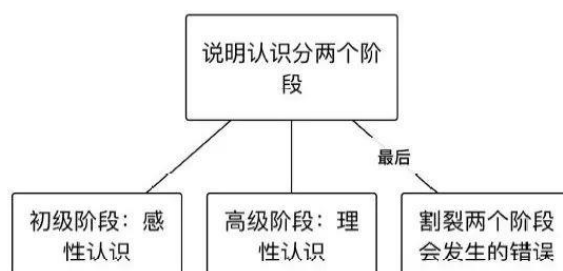 说明认识分两个阶
段
最后
初级阶段：感
性认识
高级阶段：理
性认识
割裂两个阶段
会发生的错误